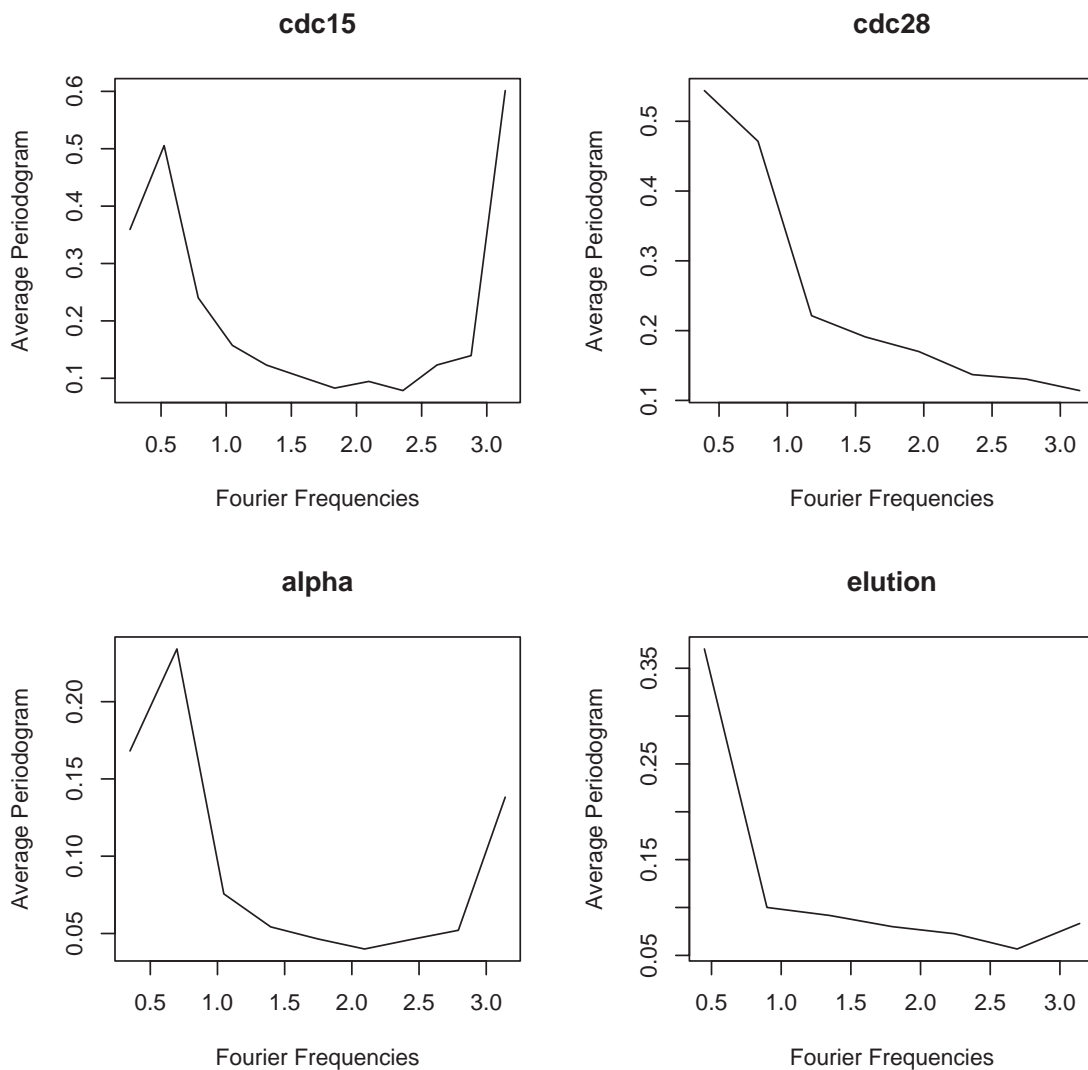 cdc15
0.1 0.2 0.3 0.4 0.5 0.6
Average Periodogram
0.5 1.0 1.5 2.0 2.5 3.0
Fourier Frequencies
cdc28
0.1 0.2 0.3 0.4 0.5
Average Periodogram
0.5 1.0 1.5 2.0 2.5 3.0
Fourier Frequencies
alpha
0.05 0.10 0.15 0.20
Average Periodogram
0.5 1.0 1.5 2.0 2.5 3.0
Fourier Frequencies
elution
0.05 0.15 0.25 0.35
Average Periodogram
0.5 1.0 1.5 2.0 2.5 3.0
Fourier Frequencies